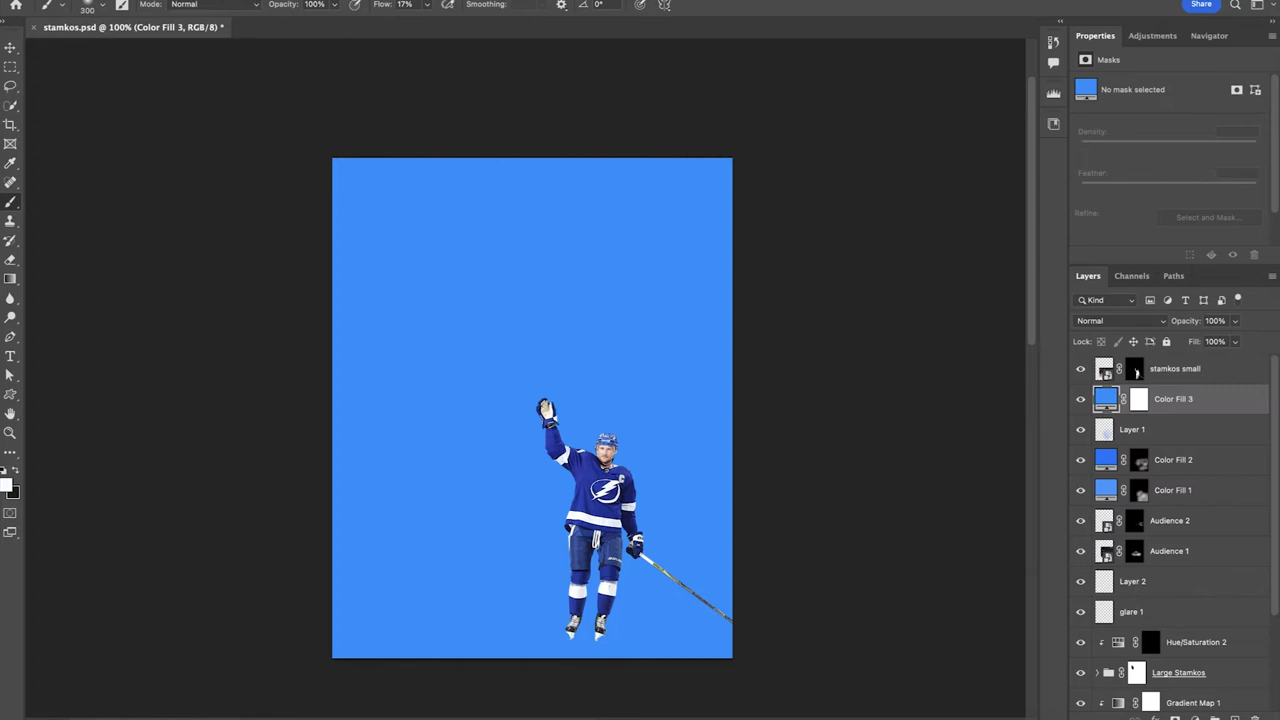 300
Mode: Normal
Opacity: 100%
Flow: 17%
Smoothing:
0°
Share
stamkos.psd @ 100% (Color Fill 3, RGB/8) *
Properties
Adjustments
Navigator
Masks
No mask selected
Density:
Feather:
Refine:
Select and Mask...
Layers
Channels
Paths
Kind
Normal
Opacity: 100%
Lock:
Fill: 100%
stamkos small
Color Fill 3
Layer 1
Color Fill 2
Color Fill 1
Audience 2
Audience 1
Layer 2
glare 1
Hue/Saturation 2
Large Stamkos
Gradient Map 1
C